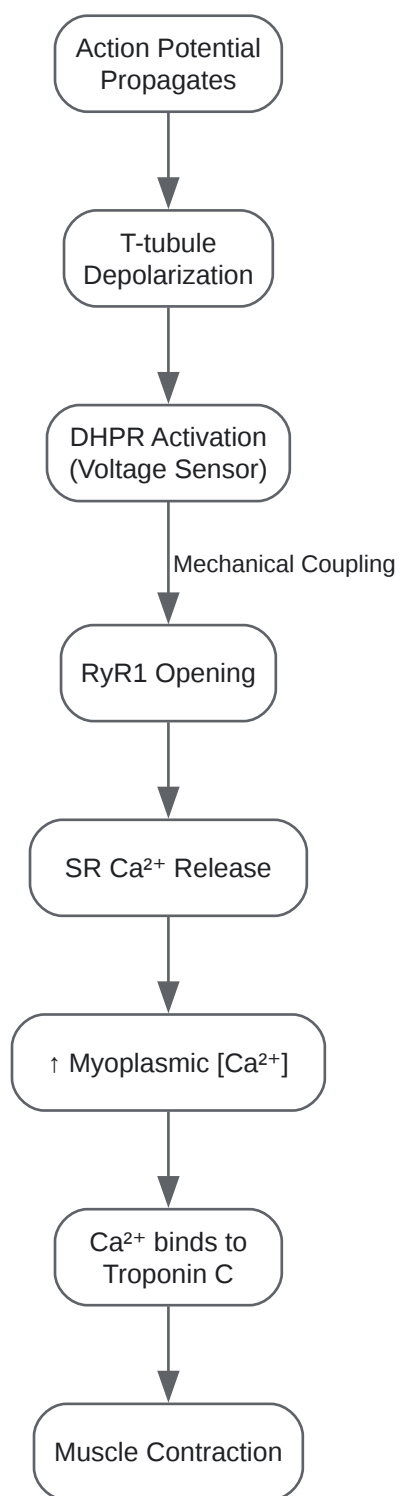 Action Potential
Propagates
T-tubule
Depolarization
DHPR Activation
(Voltage Sensor)
Mechanical Coupling
RyR1 Opening
SR Ca²⁺ Release
↑ Myoplasmic [Ca²⁺]
Ca²⁺ binds to
Troponin C
Muscle Contraction